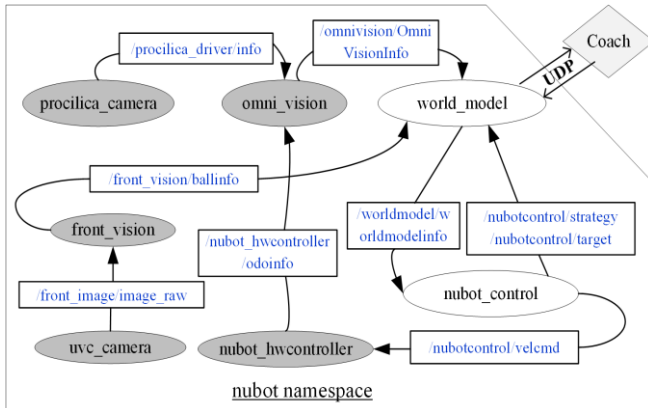 /procilica_driver/info
/omnivision/Omni
VisionInfo
Coach
UDP
procilica_camera
omni_vision
world_model
/front_vision/ballinfo
front_vision
/nubot_hwcontroller
/odoinfo
/worldmodel/w
orldmodelinfo
/nubotcontrol/strategy
/nubotcontrol/target
/front_image/image_raw
nubot_control
uvc_camera
nubot_hwcontroller
/nubotcontrol/velcmd
nubot namespace